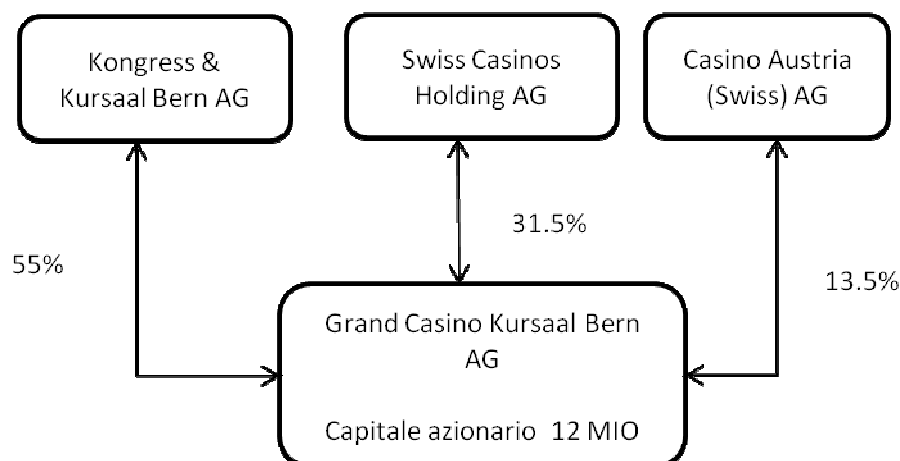 Kongress &
Kursaal Bern AG
Swiss Casinos
Holding AG
Casino Austria
(Swiss) AG
55%
31.5%
13.5%
Grand Casino Kursaal Bern
AG
Capitale azionario 12 MIO